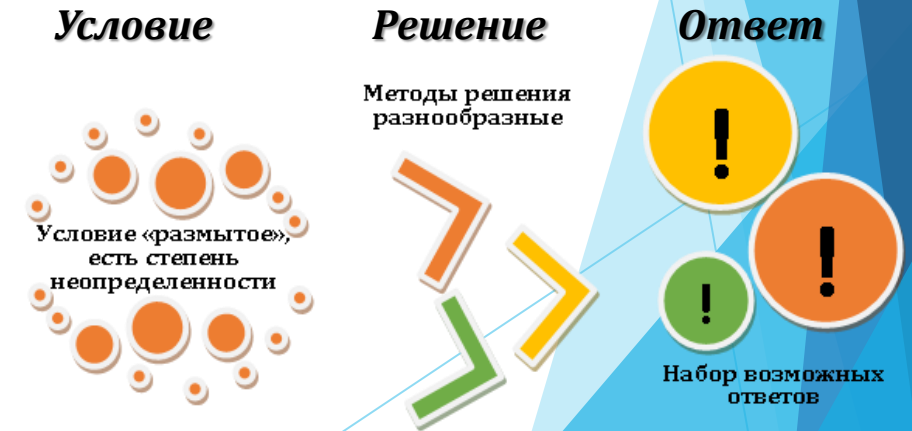 Условие
Решение
Ответ
Условие «размытое»,
есть степень
неопределенности
Методы решения
разнообразные
!
!
!
Набор возможных
ответов